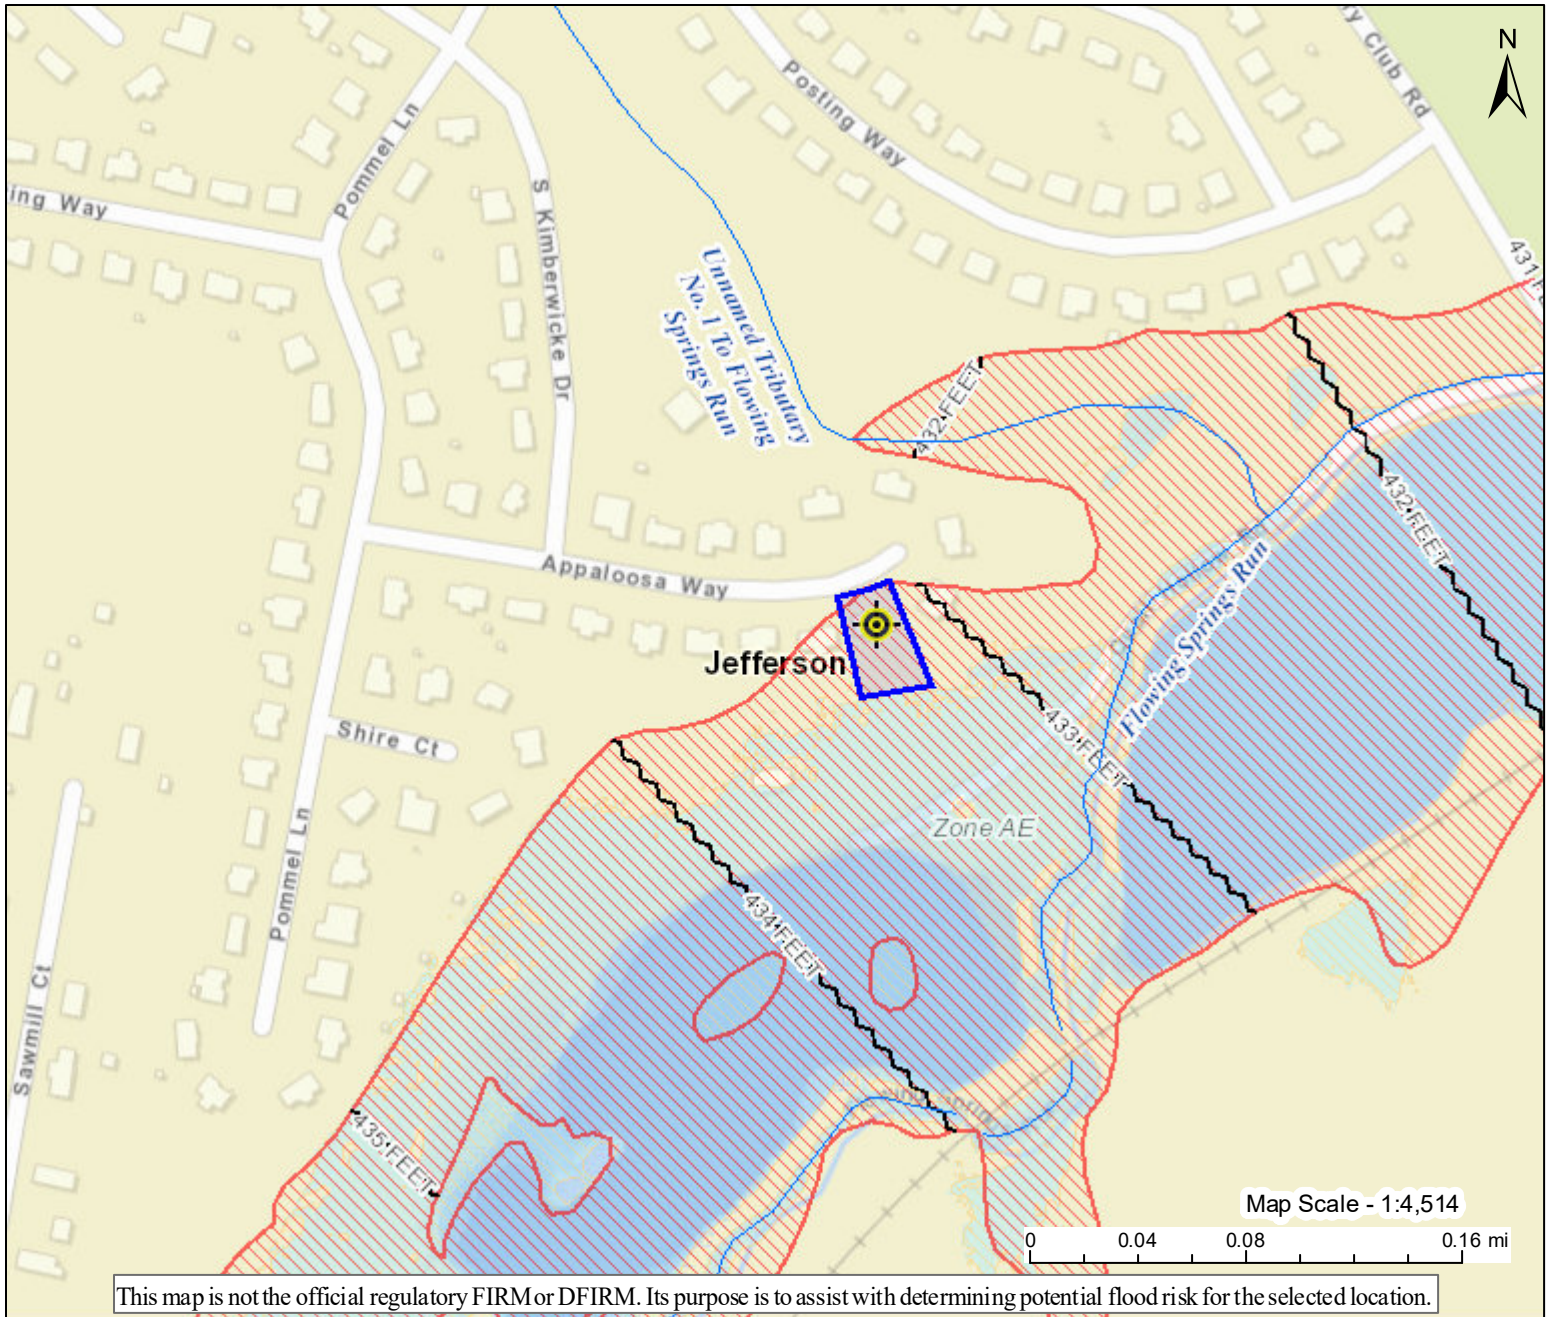 N
Pommel Ln
Posting Way
ry Club Rd
ing Way
S Kimberwicke Dr
Unnamed Tributary
No. 1 To Flowing
Springs Run
431 F
432 FEET
432 FEET
Appaloosa Way
Flowing Springs Run
Jefferson
433 FEET
Shire Ct
Zone AE
Pommel Ln
434 FEET
Sawmill Ct
435 FEET
Map Scale - 1:4,514
0 0.04 0.08 0.16 mi
This map is not the official regulatory FIRM or DFIRM. Its purpose is to assist with determining potential flood risk for the selected location.